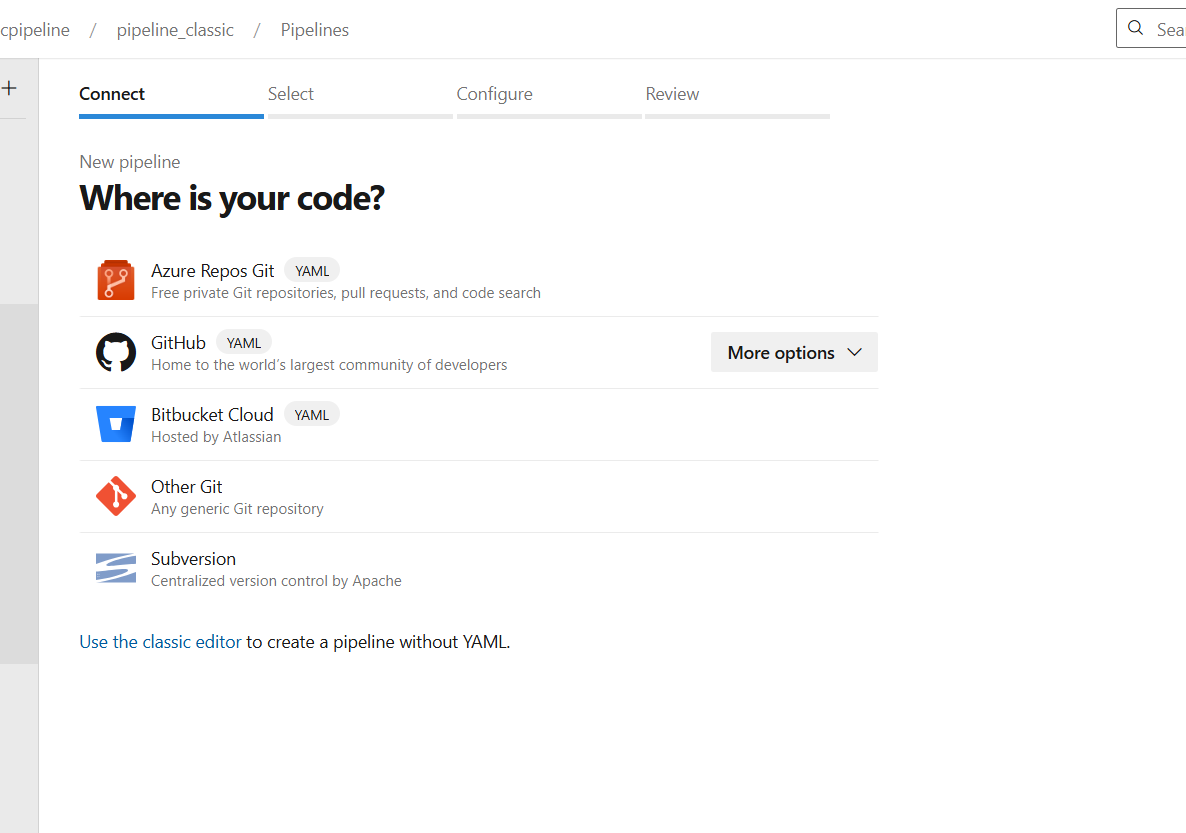 cpipeline / pipeline_classic / Pipelines
Connect Select Configure Review
New pipeline
Where is your code?
Azure Repos Git YAML
Free private Git repositories, pull requests, and code search
GitHub YAML
Home to the world’s largest community of developers
More options
Bitbucket Cloud YAML
Hosted by Atlassian
Other Git
Any generic Git repository
Subversion
Centralized version control by Apache
Use the classic editor to create a pipeline without YAML.